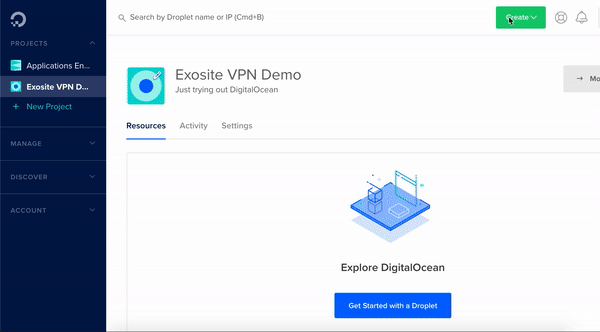 Search by Droplet name or IP (Cmd+B)
Create
PROJECTS
Applications En...
Exosite VPN D...
+ New Project
MANAGE
DISCOVER
ACCOUNT
Exosite VPN Demo
Just trying out DigitalOcean
→ Mo
Resources Activity Settings
Explore DigitalOcean
Get Started with a Droplet